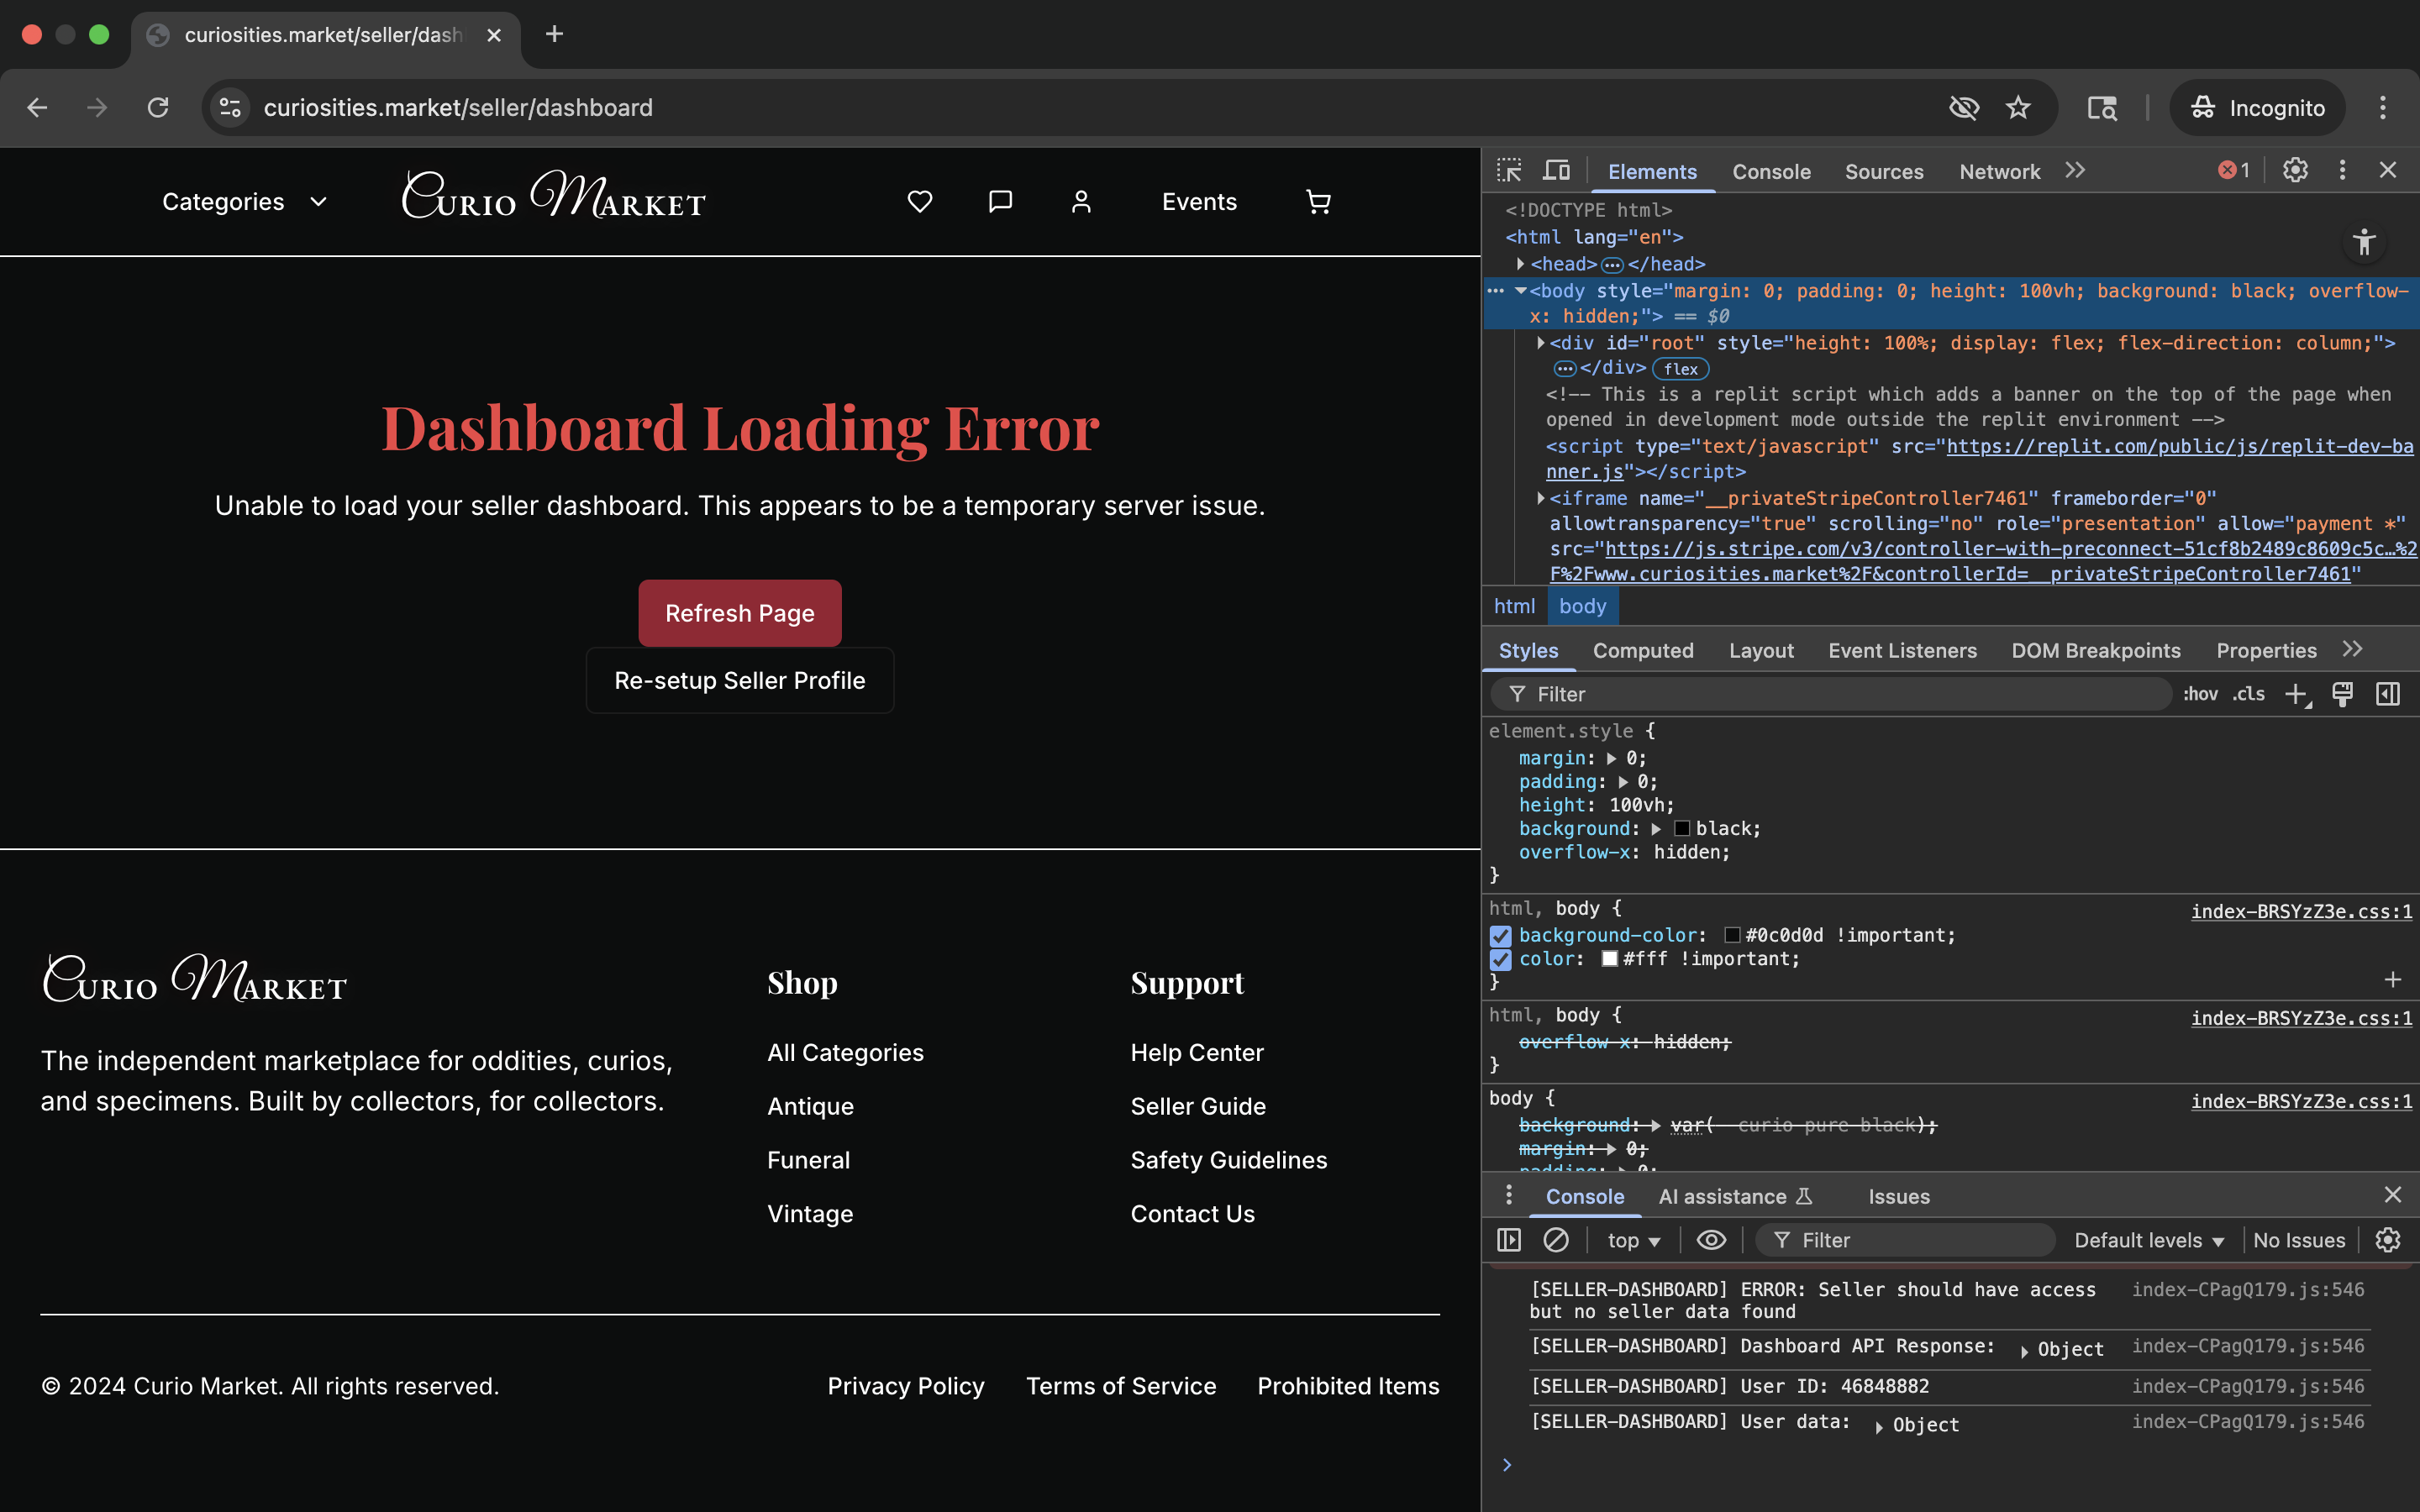 curiosities.market/seller/dash
curiosities.market/seller/dashboard
Incognito
Categories
Curio Market
Events
Dashboard Loading Error
Unable to load your seller dashboard. This appears to be a temporary server issue.
Refresh Page
Re-setup Seller Profile
Curio Market
The independent marketplace for oddities, curios,
and specimens. Built by collectors, for collectors.
Shop
All Categories
Antique
Funeral
Vintage
Support
Help Center
Seller Guide
Safety Guidelines
Contact Us
© 2024 Curio Market. All rights reserved.
Privacy Policy
Terms of Service
Prohibited Items
Elements
Console
Sources
Network
1
<!DOCTYPE html>
<html lang="en">
<head>…</head>
<body style="margin: 0; padding: 0; height: 100vh; background: black; overflow-
x: hidden;"> == $0
<div id="root" style="height: 100%; display: flex; flex-direction: column;">
…</div> flex
<!-- This is a replit script which adds a banner on the top of the page when
opened in development mode outside the replit environment -->
<script type="text/javascript" src="https://replit.com/public/js/replit-dev-ba
nner.js"></script>
<iframe name="__privateStripeController7461" frameborder="0"
allowtransparency="true" scrolling="no" role="presentation" allow="payment *"
src="https://js.stripe.com/v3/controller-with-preconnect-51cf8b2489c8609c5c…%2
F%2Fwww.curiosities.market%2F&controllerId=__privateStripeController7461"
html
body
Styles
Computed
Layout
Event Listeners
DOM Breakpoints
Properties
Filter
:hov
.cls
element.style {
margin: 0;
padding: 0;
height: 100vh;
background: black;
overflow-x: hidden;
}
html, body {
index-BRSYzZ3e.css:1
background-color: #0c0d0d !important;
color: #fff !important;
}
html, body {
index-BRSYzZ3e.css:1
overflow-x: hidden;
}
body {
index-BRSYzZ3e.css:1
background: var(--curio-pure-black);
margin: 0;
padding: 0;
Console
AI assistance
Issues
top
Filter
Default levels
No Issues
[SELLER-DASHBOARD] ERROR: Seller should have access
but no seller data found
index-CPagQ179.js:546
[SELLER-DASHBOARD] Dashboard API Response: Object
index-CPagQ179.js:546
[SELLER-DASHBOARD] User ID: 46848882
index-CPagQ179.js:546
[SELLER-DASHBOARD] User data: Object
index-CPagQ179.js:546